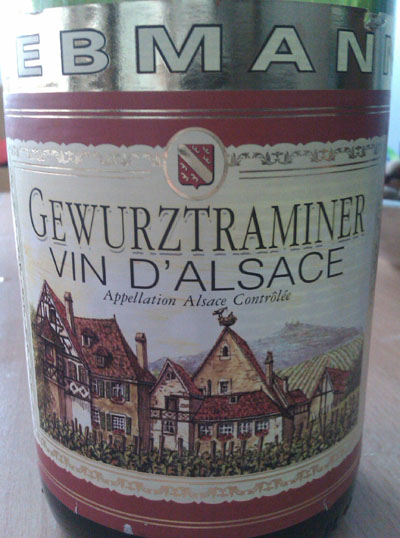 EBMAN
GEWURZTRAMINER
VIN D'ALSACE
Appellation Alsace Contrôlée